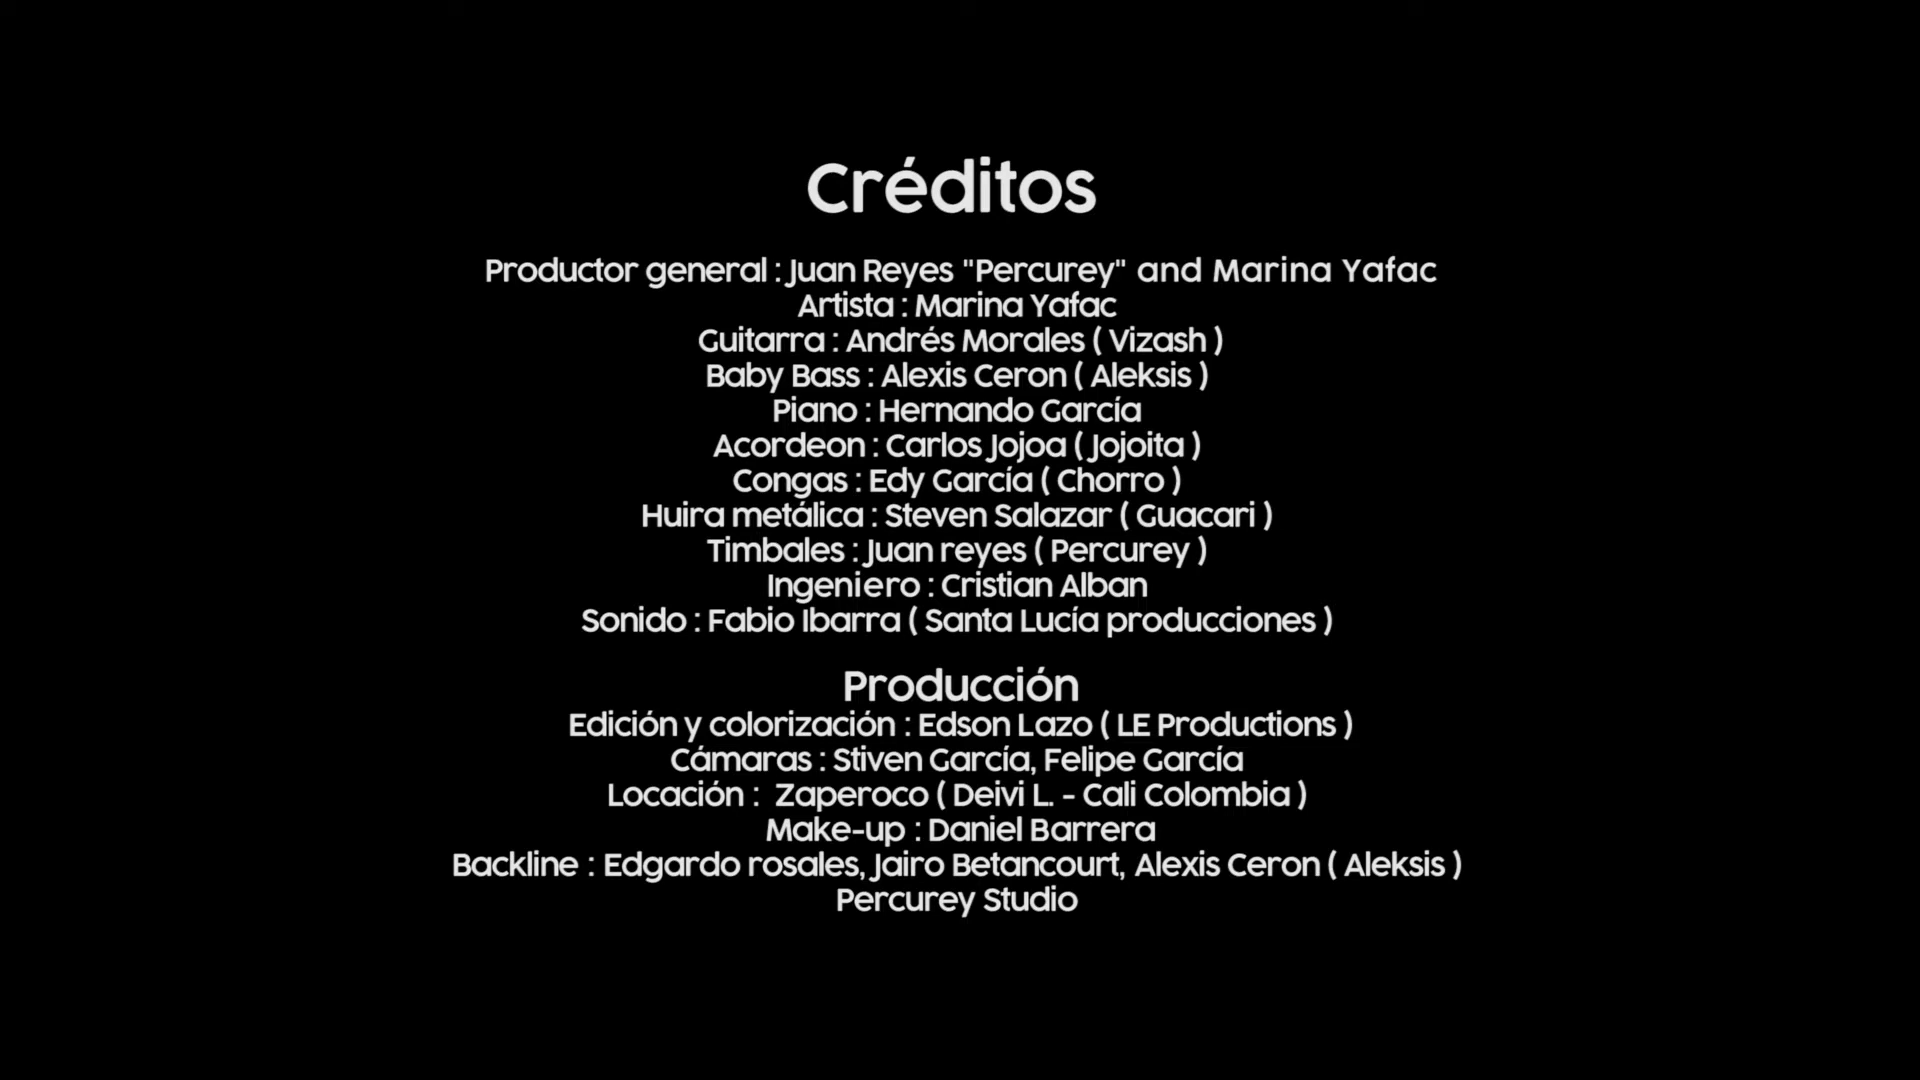 Créditos
Productor general : Juan Reyes "Percurey" and Marina Yafac
Artista : Marina Yafac
Guitarra : Andrés Morales ( Vizash )
Baby Bass : Alexis Ceron ( Aleksis )
Piano : Hernando García
Acordeon : Carlos Jojoa ( Jojoita )
Congas : Edy García ( Chorro )
Huira metálica : Steven Salazar ( Guacari )
Timbales : Juan reyes ( Percurey )
Ingeniero : Cristian Alban
Sonido : Fabio Ibarra ( Santa Lucía producciones )
Producción
Edición y colorización : Edson Lazo ( LE Productions )
Cámaras : Stiven García, Felipe García
Locación :  Zaperoco ( Deivi L. - Cali Colombia )
Make-up : Daniel Barrera
Backline : Edgardo rosales, Jairo Betancourt, Alexis Ceron ( Aleksis )
Percurey Studio